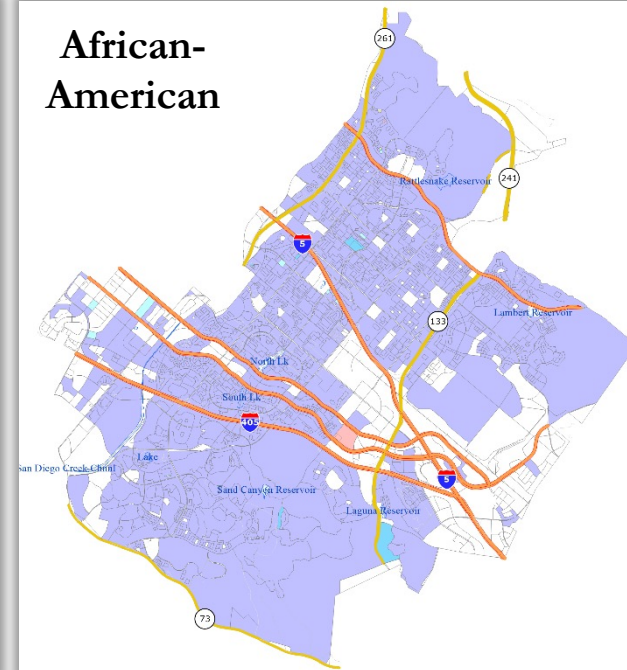 African-
American
261
Rattlesnake Reservoir
241
5
133
Lambert Reservoir
North Lk
South Lk
405
San Diego Creek Chnnl
Lake
Sand Canyon Reservoir
5
Laguna Reservoir
73